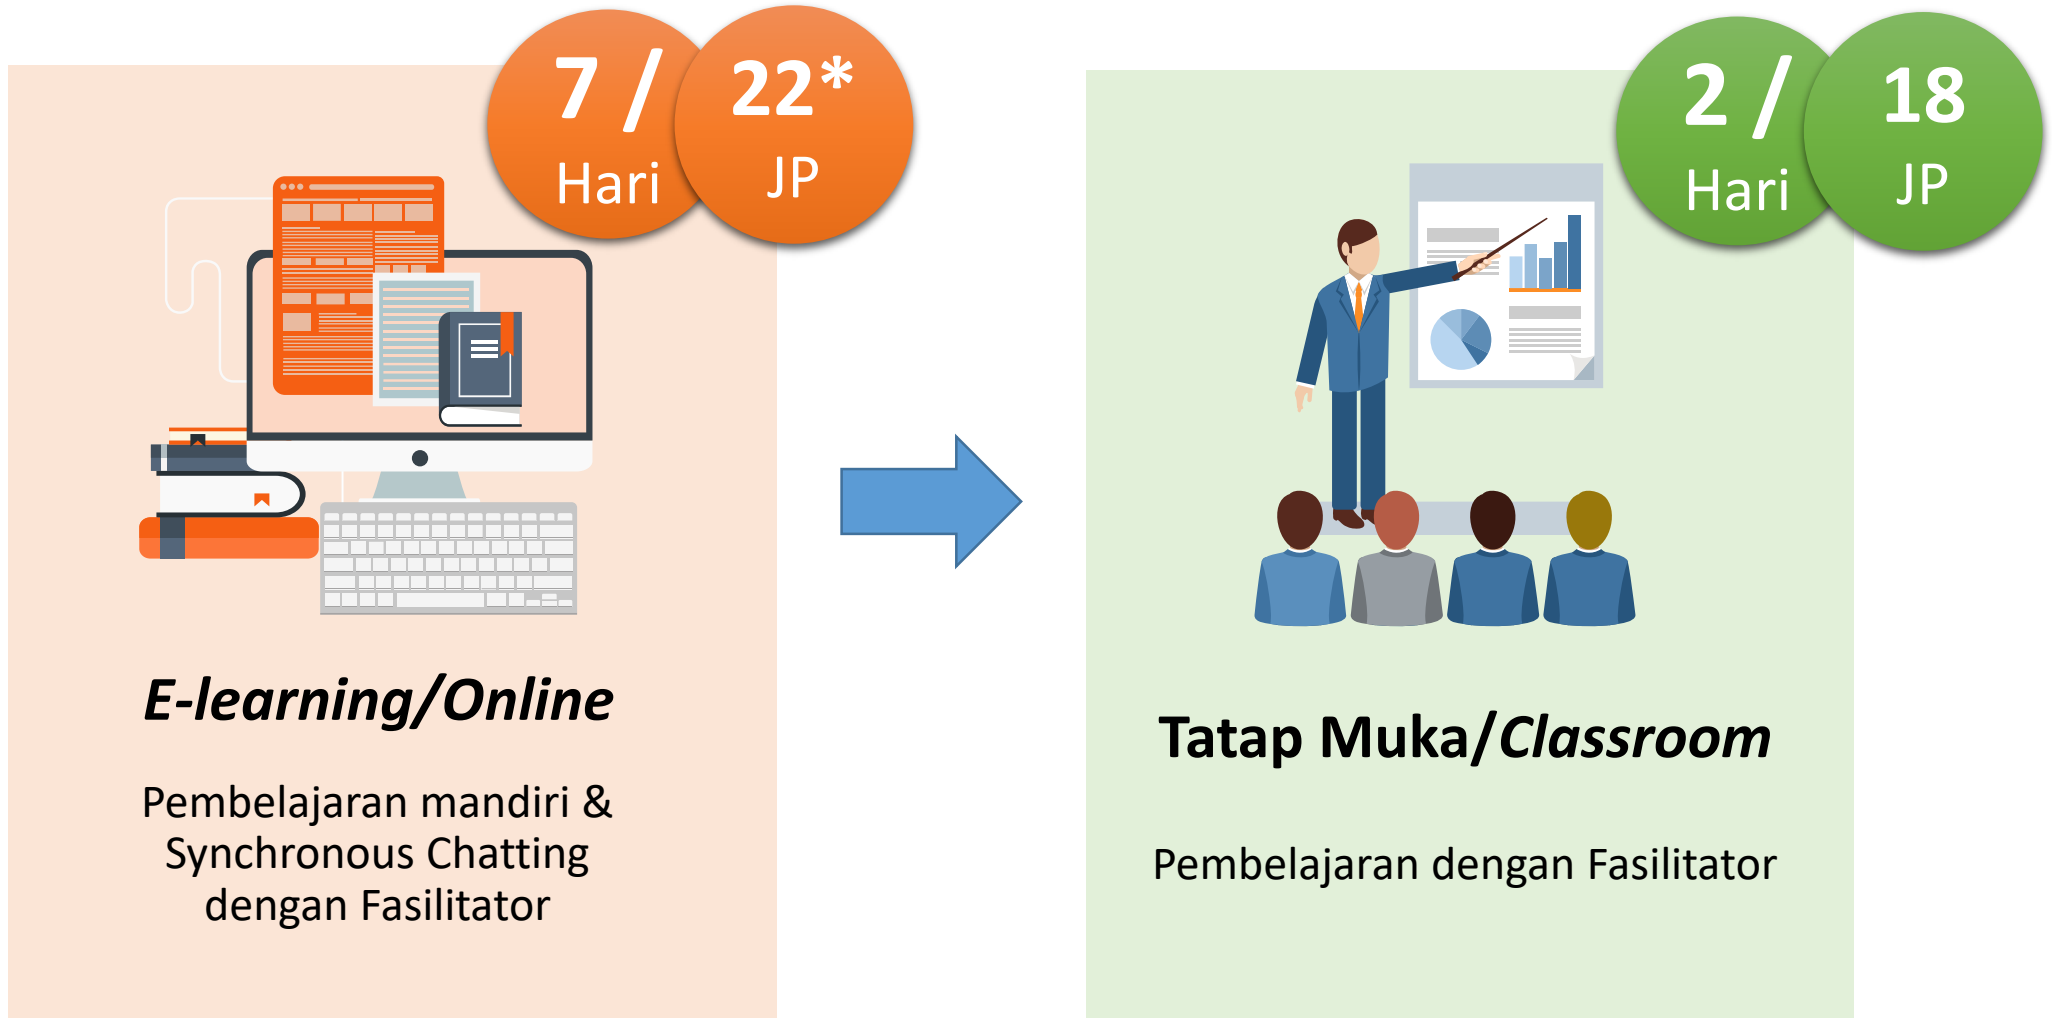 7 /
Hari
22*
JP
E-learning/Online
Pembelajaran mandiri &
Synchronous Chatting
dengan Fasilitator
2 /
Hari
18
JP
Tatap Muka/Classroom
Pembelajaran dengan Fasilitator